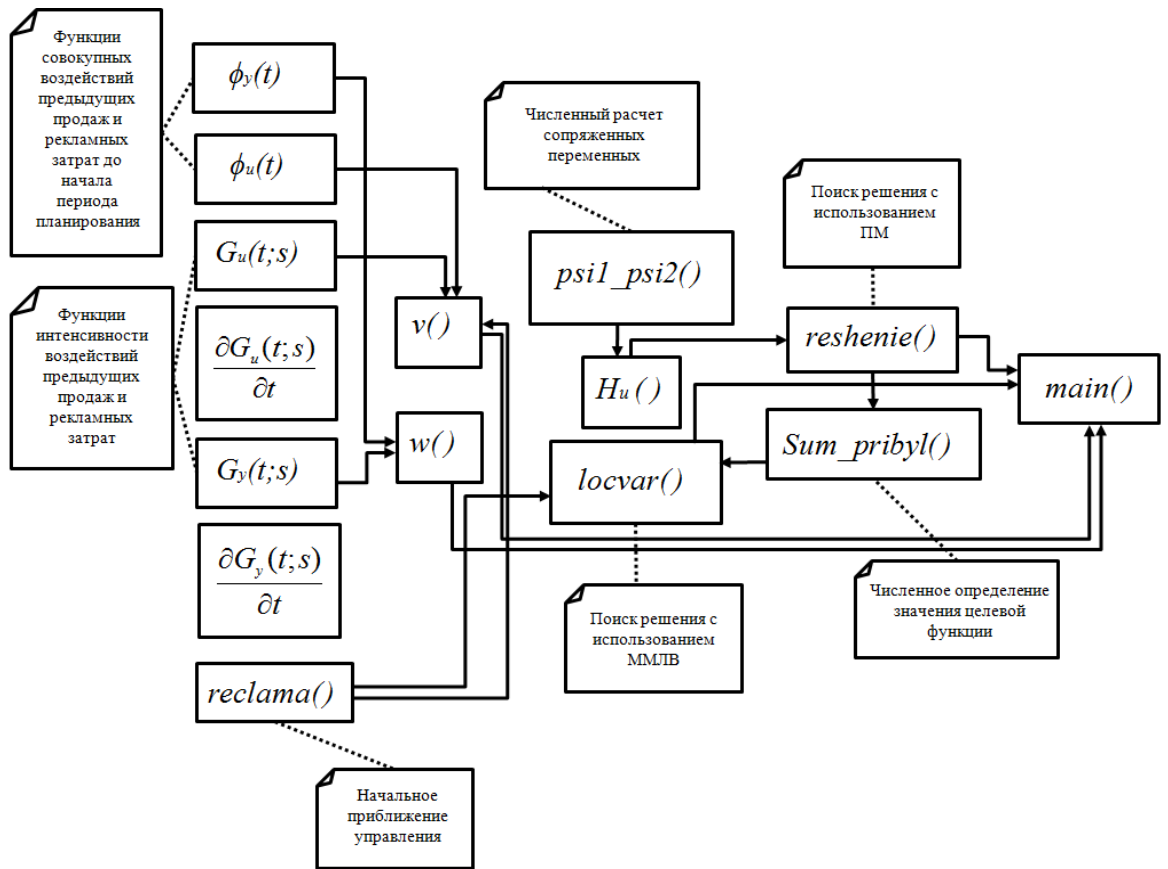 Функции
совокупных
воздействий
предыдущих
продаж и
рекламных
затрат до
начала
периода
планирования
ϕy(t)
ϕu(t)
Gu(t;s)
Функции
интенсивности
воздействий
предыдущих
продаж и
рекламных
затрат
∂Gu(t;s)
∂t
Gy(t;s)
∂Gy(t;s)
∂t
reclama()
Начальное
приближение
управления
v()
w()
Численный расчет
сопряженных
переменных
psi1_psi2()
Hu()
locvar()
Поиск решения с
использованием
ММЛВ
Поиск решения с
использованием
ПМ
reshenie()
Sum_pribyl()
Численное определение
значения целевой
функции
main()